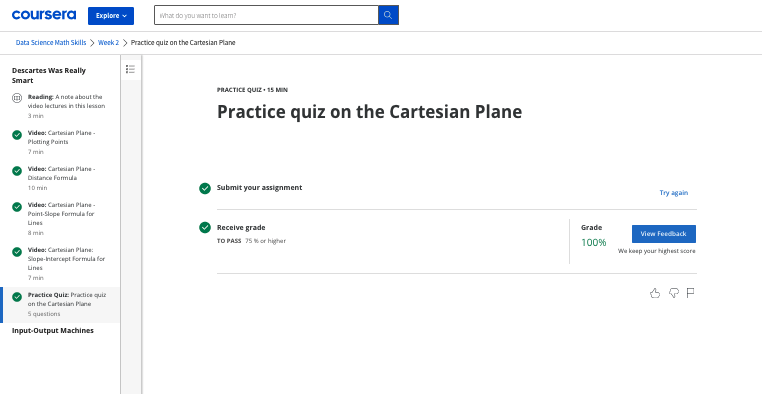 coursera
Explore
What do you want to learn?
Data Science Math Skills > Week 2 > Practice quiz on the Cartesian Plane
Descartes Was Really
Smart
Reading: A note about the
video lectures in this lesson
3 min
Video: Cartesian Plane -
Plotting Points
7 min
Video: Cartesian Plane -
Distance Formula
10 min
Video: Cartesian Plane -
Point-Slope Formula for
Lines
8 min
Video: Cartesian Plane:
Slope-Intercept Formula for
Lines
7 min
Practice Quiz: Practice quiz
on the Cartesian Plane
5 questions
Input-Output Machines
PRACTICE QUIZ • 15 MIN
Practice quiz on the Cartesian Plane
Submit your assignment
Try again
Receive grade
TO PASS 75 % or higher
Grade
100%
View Feedback
We keep your highest score